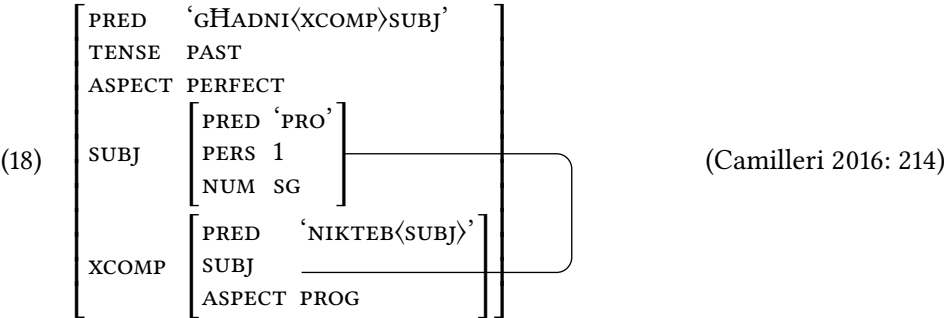 PRED ‘GĦADNI⟨XCOMP⟩SUBJ’
TENSE PAST
ASPECT PERFECT
(18) SUBJ PRED ‘PRO’ (Camilleri 2016: 214)
PERS 1
NUM SG
XCOMP PRED ‘NIKTEB⟨SUBJ⟩’
SUBJ
ASPECT PROG